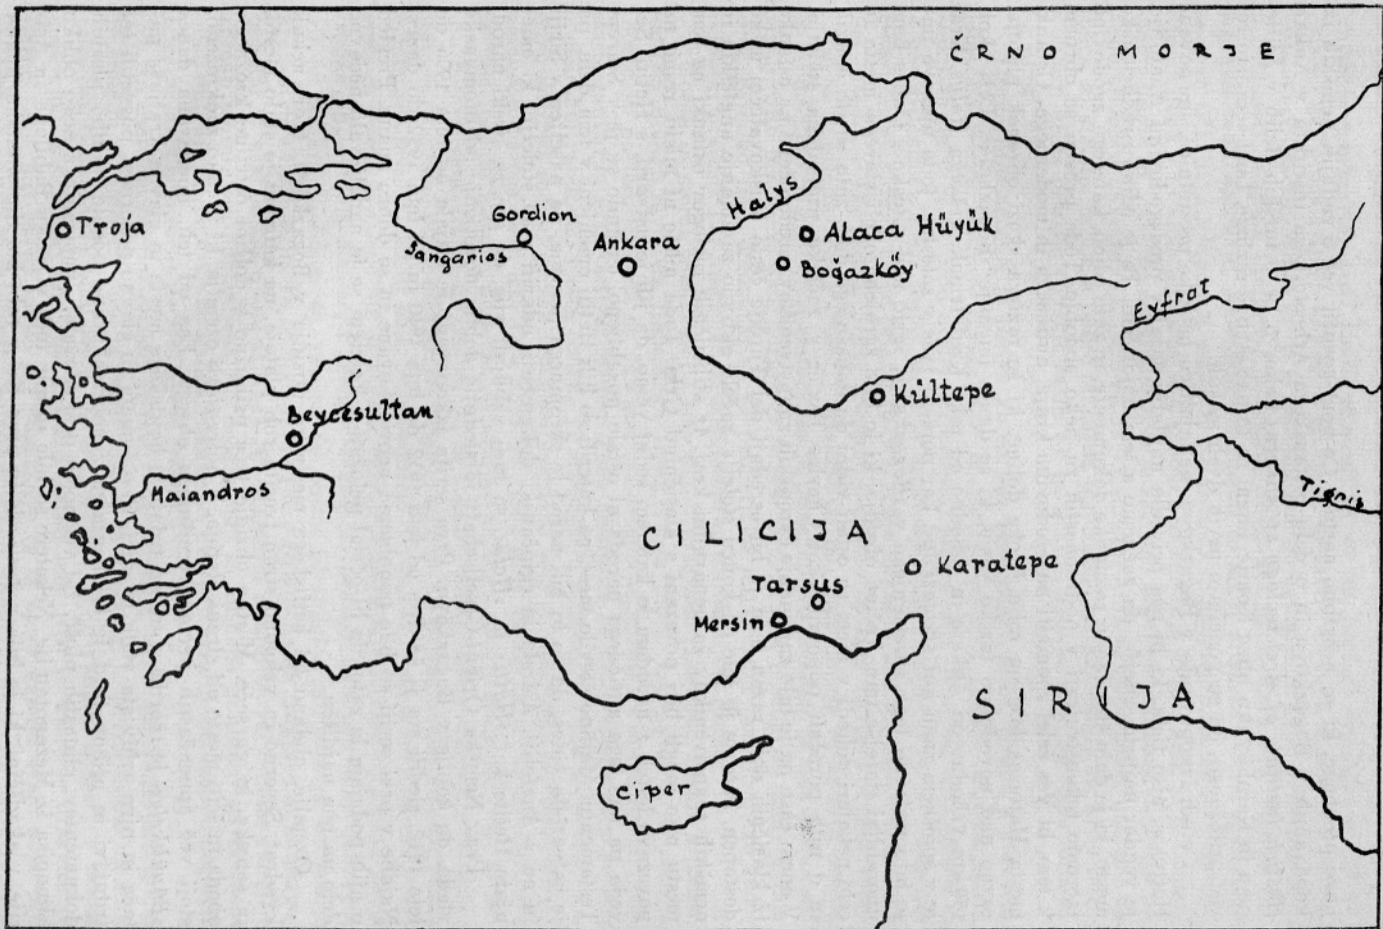 ČRNO MORJE
Troja
Gordion
Sangarios
Ankara
Halys
ALaca Hüyük
Boğazköy
Eyfrat
Beycesultan
Kültepe
Maiandros
Tigris
CILICIJA
Karatepe
Tarsus
Mersin
SIRIJA
Ciper